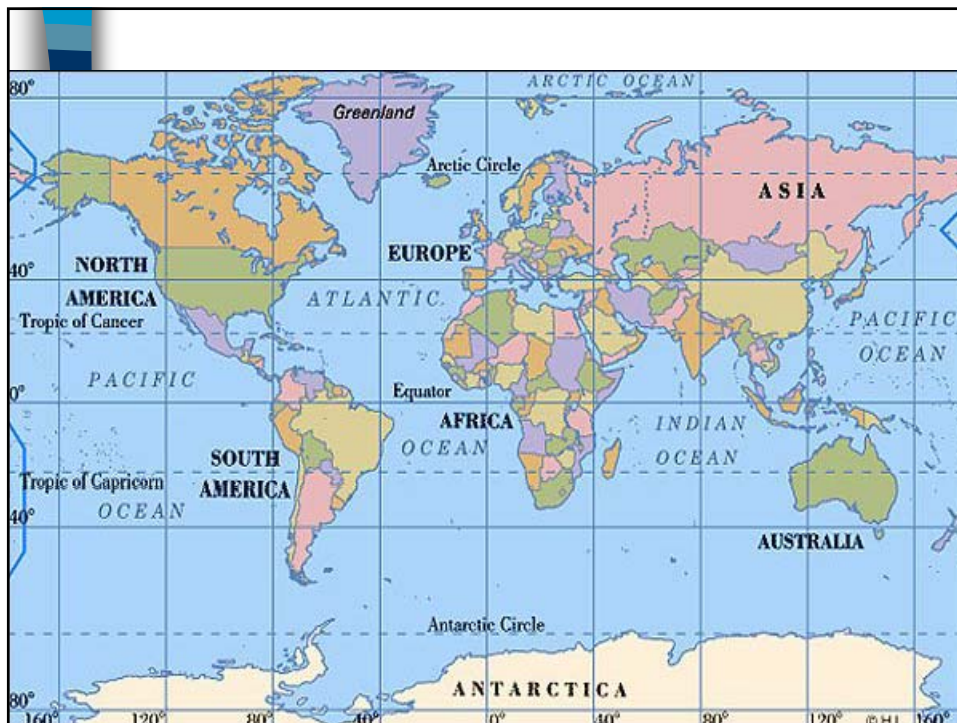 80°
ARCTIC OCEAN
Greenland
Arctic Circle
ASIA
EUROPE
NORTH
40°
AMERICA
ATLANTIC
Tropic of Cancer
PACIFIC
OCEAN
PACIFIC
Equator
0°
AFRICA
INDIAN
OCEAN
OCEAN
SOUTH
AMERICA
Tropic of Capricorn
OCEAN
40°
AUSTRALIA
Antarctic Circle
ANTARCTICA
80°
160° 120° 80° 40° 0° 40° 80° 120° 160°